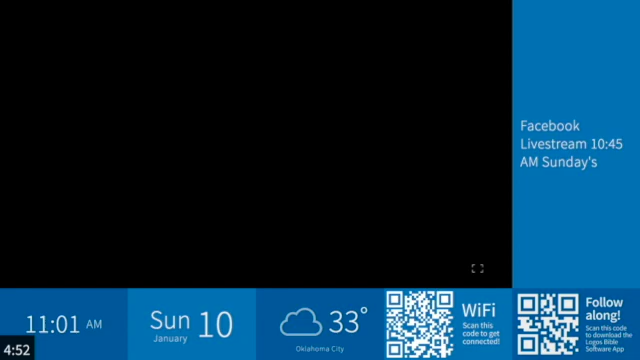 Facebook
Livestream 10:45
AM Sunday's
11:01 AM
Sun 10
January
33°
Oklahoma City
WiFi
Scan this
code to get
connected!
Follow
along!
Scan this code
to download the
Logos Bible
Software App
4:52